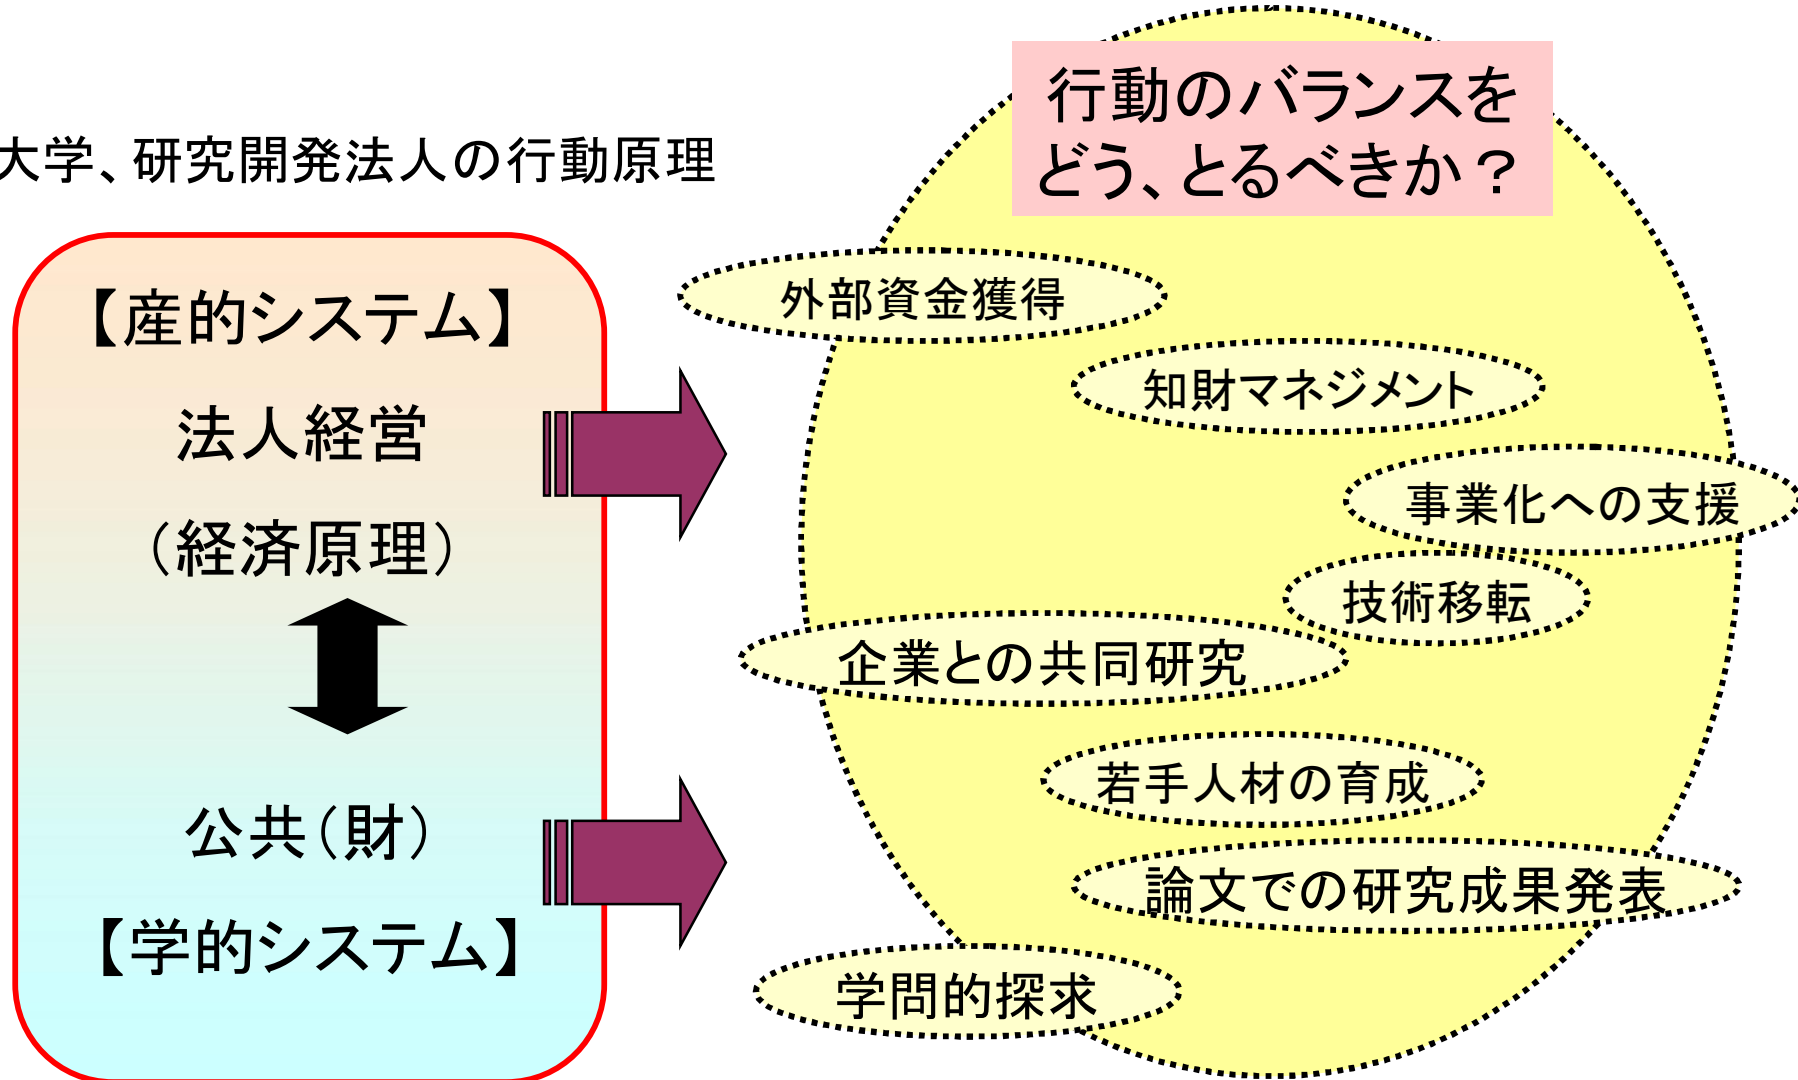 大学、研究開発法人の行動原理
【産的システム】
法人経営
（経済原理）
公共（財）
【学的システム】
行動のバランスを
どう、とるべきか？
外部資金獲得
知財マネジメント
事業化への支援
技術移転
企業との共同研究
若手人材の育成
論文での研究成果発表
学問的探求